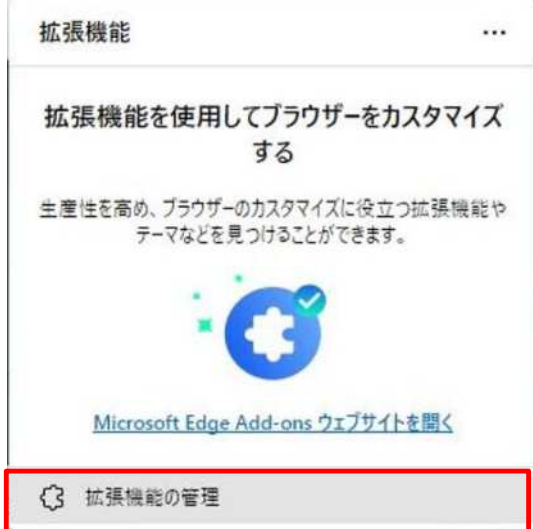 拡張機能 ...
拡張機能を使用してブラウザーをカスタマイズ
する
生産性を高め、ブラウザーのカスタマイズに役立つ拡張機能や
テーマなどを見つけることができます。
Microsoft Edge Add-ons ウェブサイトを開く
拡張機能の管理